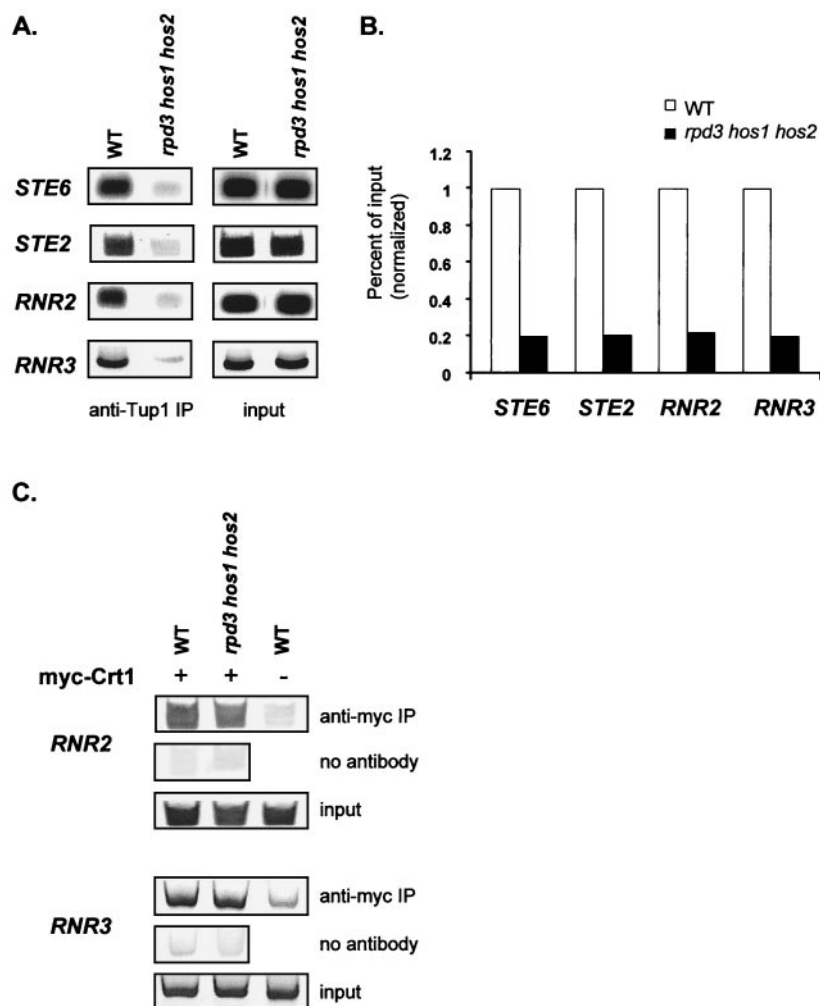 A.
WT
rpd3 hos1 hos2
WT
rpd3 hos1 hos2
STE6
STE2
RNR2
RNR3
anti-Tup1 IP
input
B.
WT
rpd3 hos1 hos2
Percent of input
(normalized)
1.2
1
0.8
0.6
0.4
0.2
0
STE6
STE2
RNR2
RNR3
C.
WT
rpd3 hos1 hos2
WT
myc-Crt1 + + -
RNR2
anti-myc IP
no antibody
input
RNR3
anti-myc IP
no antibody
input